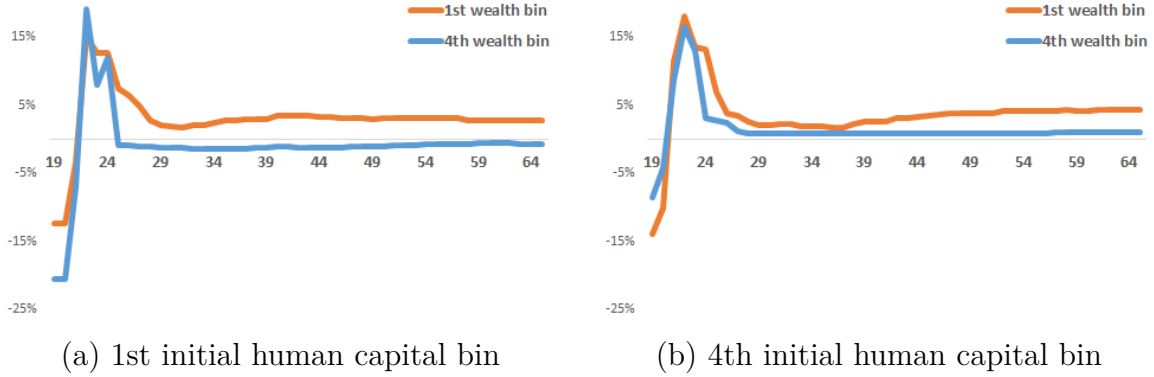 1st wealth bin
4th wealth bin
15%
5%
19 24 29 34 39 44 49 54 59 64
-5%
-15%
-25%
(a) 1st initial human capital bin
1st wealth bin
4th wealth bin
15%
5%
19 24 29 34 39 44 49 54 59 64
-5%
-15%
-25%
(b) 4th initial human capital bin